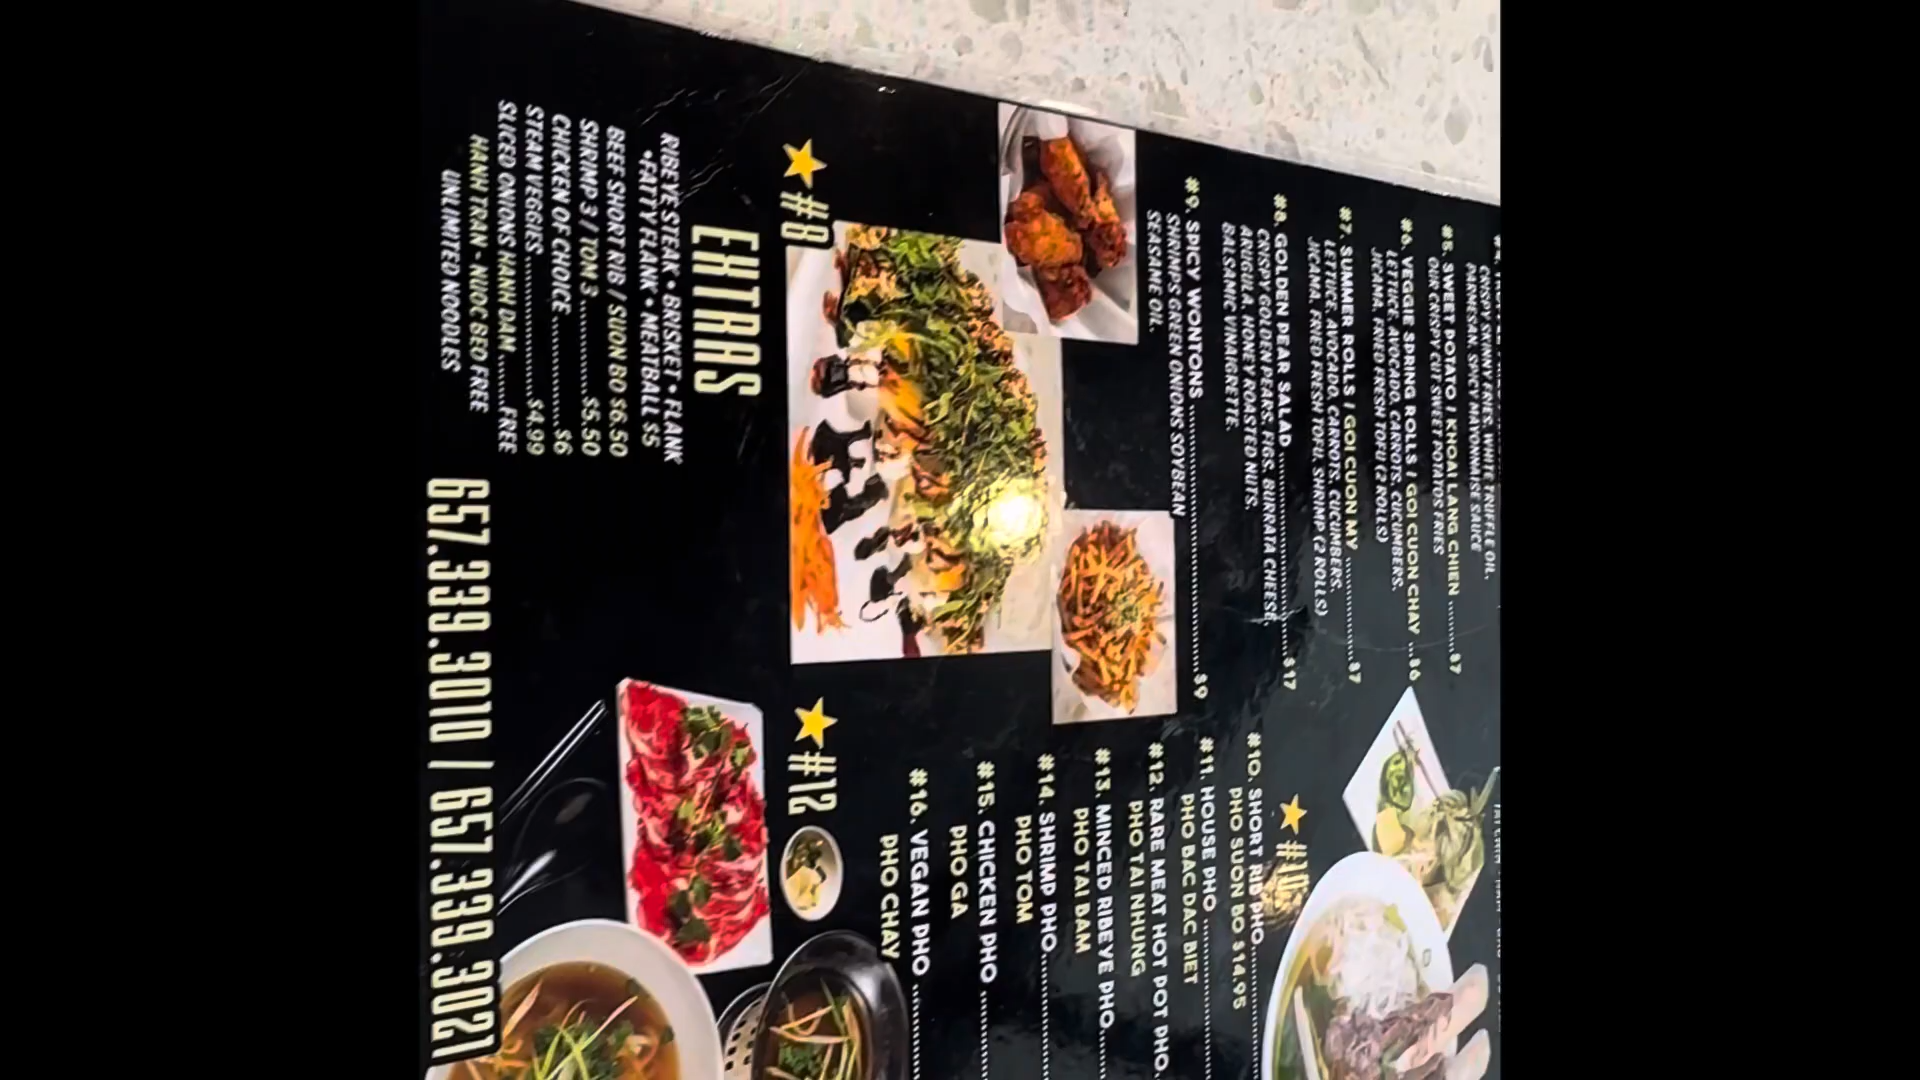 CRISPY SKINNY FRIES, WHITE TRUFFLE OIL,
PARMESAN, SPICY MAYONNAISE SAUCE
#5. SWEET POTATO | KHOAI LANG CHIEN ........$7
OUR CRISPY CUT SWEET POTATOS FRIES
#6. VEGGIE SPRING ROLLS | GOI CUON CHAY ...$6
LETTUCE, AVOCADO, CARROTS, CUCUMBERS,
JICAMA, FRIED FRESH TOFU (2 ROLLS)
#7. SUMMER ROLLS | GOI CUON MY ..................$7
LETTUCE, AVOCADO, CARROTS, CUCUMBERS,
JICAMA, FRIED FRESH TOFU, SHRIMP (2 ROLLS)
#8. GOLDEN PEAR SALAD...............................$17
CRISPY GOLDEN PEARS, FIGS, BURRATA CHEESE,
ARUGULA, HONEY ROASTED NUTS,
BALSAMIC VINAIGRETE.
#9. SPICY WONTONS ........................................$9
SHRIMPS GREEN ONIONS SOYBEAN
SEASAME OIL.
#8
EXTRAS
RIBEYE STEAK • BRISKET • FLANK
•FATTY FLANK • MEATBALL $5
BEEF SHORT RIB / SUON BO $6.50
SHRIMP 3 / TOM 3...................$5.50
CHICKEN OF CHOICE ................$6
STEAM VEGGIES......................$4.99
SLICED ONIONS HANH DAM........FREE
HANH TRAN - NUOC BEO FREE
UNLIMITED NOODLES
#10. SHORT RIB PHO
PHO SUON BO $14.95
#11. HOUSE PHO
PHO BAC DAC BIET
#12. RARE MEAT HOT POT PHO
PHO TAI NHUNG
#13. MINCED RIBEYE PHO
PHO TAI BAM
#14. SHRIMP PHO
PHO TOM
#15. CHICKEN PHO
PHO GA
#16. VEGAN PHO
PHO CHAY
#12
657.339.3010 | 657.339.3021